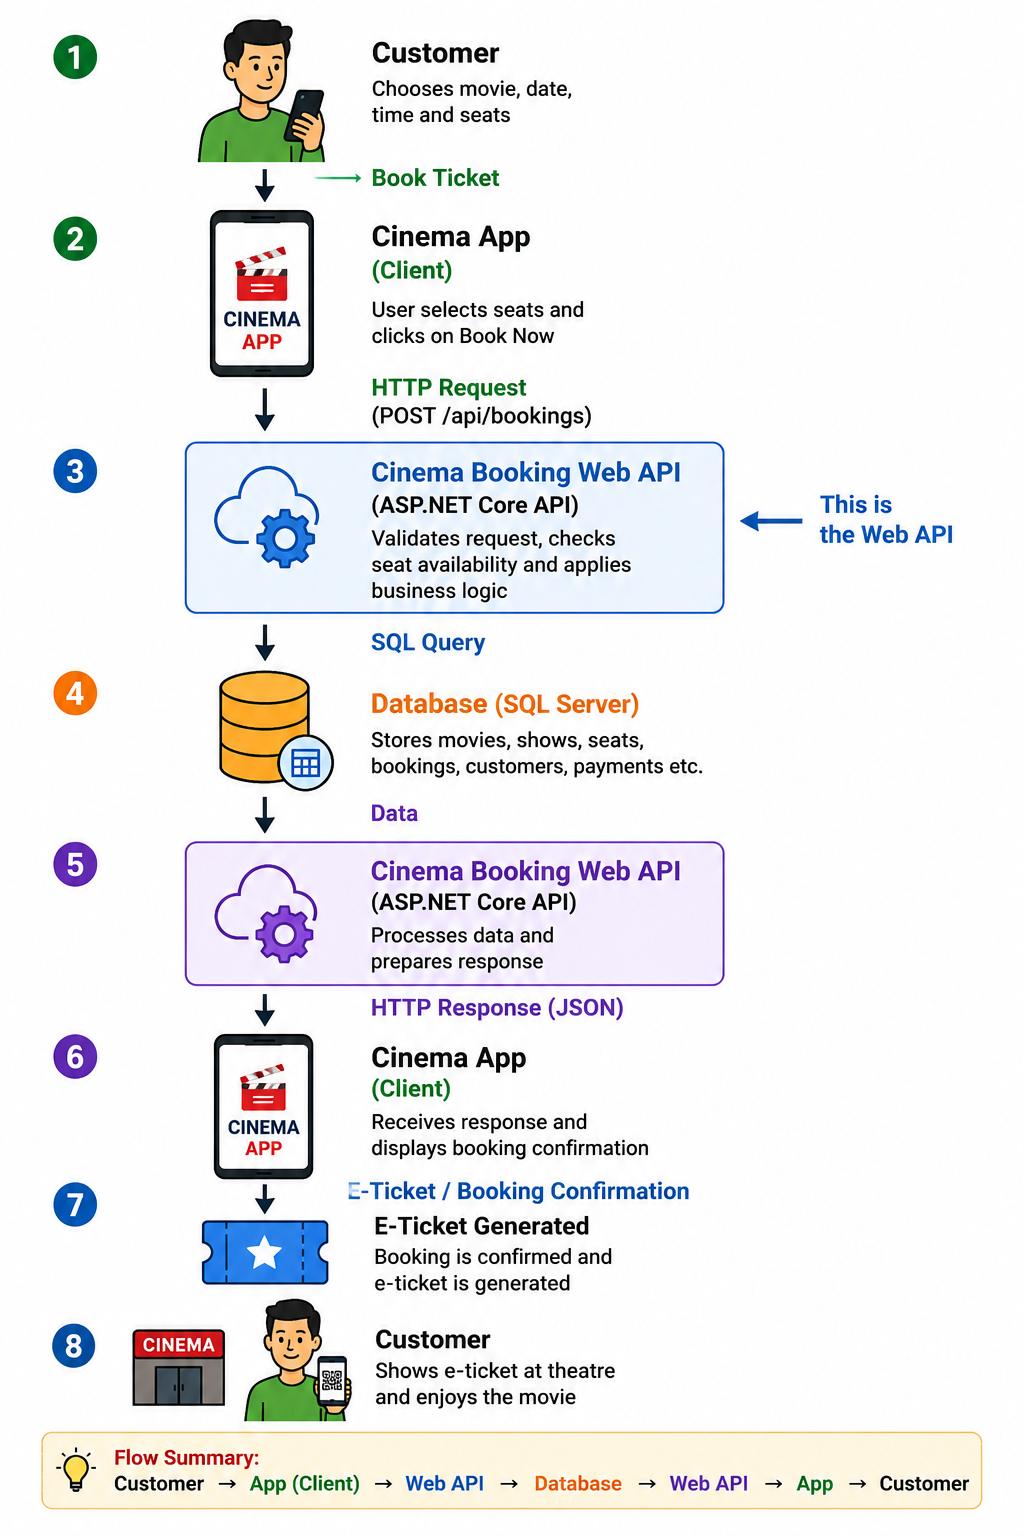 1
Customer
Chooses movie, date,
time and seats
Book Ticket
2
CINEMA
APP
Cinema App
(Client)
User selects seats and
clicks on Book Now
HTTP Request
(POST /api/bookings)
3
Cinema Booking Web API
(ASP.NET Core API)
Validates request, checks
seat availability and applies
business logic
This is
the Web API
SQL Query
4
Database (SQL Server)
Stores movies, shows, seats,
bookings, customers, payments etc.
Data
5
Cinema Booking Web API
(ASP.NET Core API)
Processes data and
prepares response
HTTP Response (JSON)
6
CINEMA
APP
Cinema App
(Client)
Receives response and
displays booking confirmation
7
E-Ticket / Booking Confirmation
E-Ticket Generated
Booking is confirmed and
e-ticket is generated
8
CINEMA
Customer
Shows e-ticket at theatre
and enjoys the movie
Flow Summary:
Customer → App (Client) → Web API → Database → Web API → App → Customer